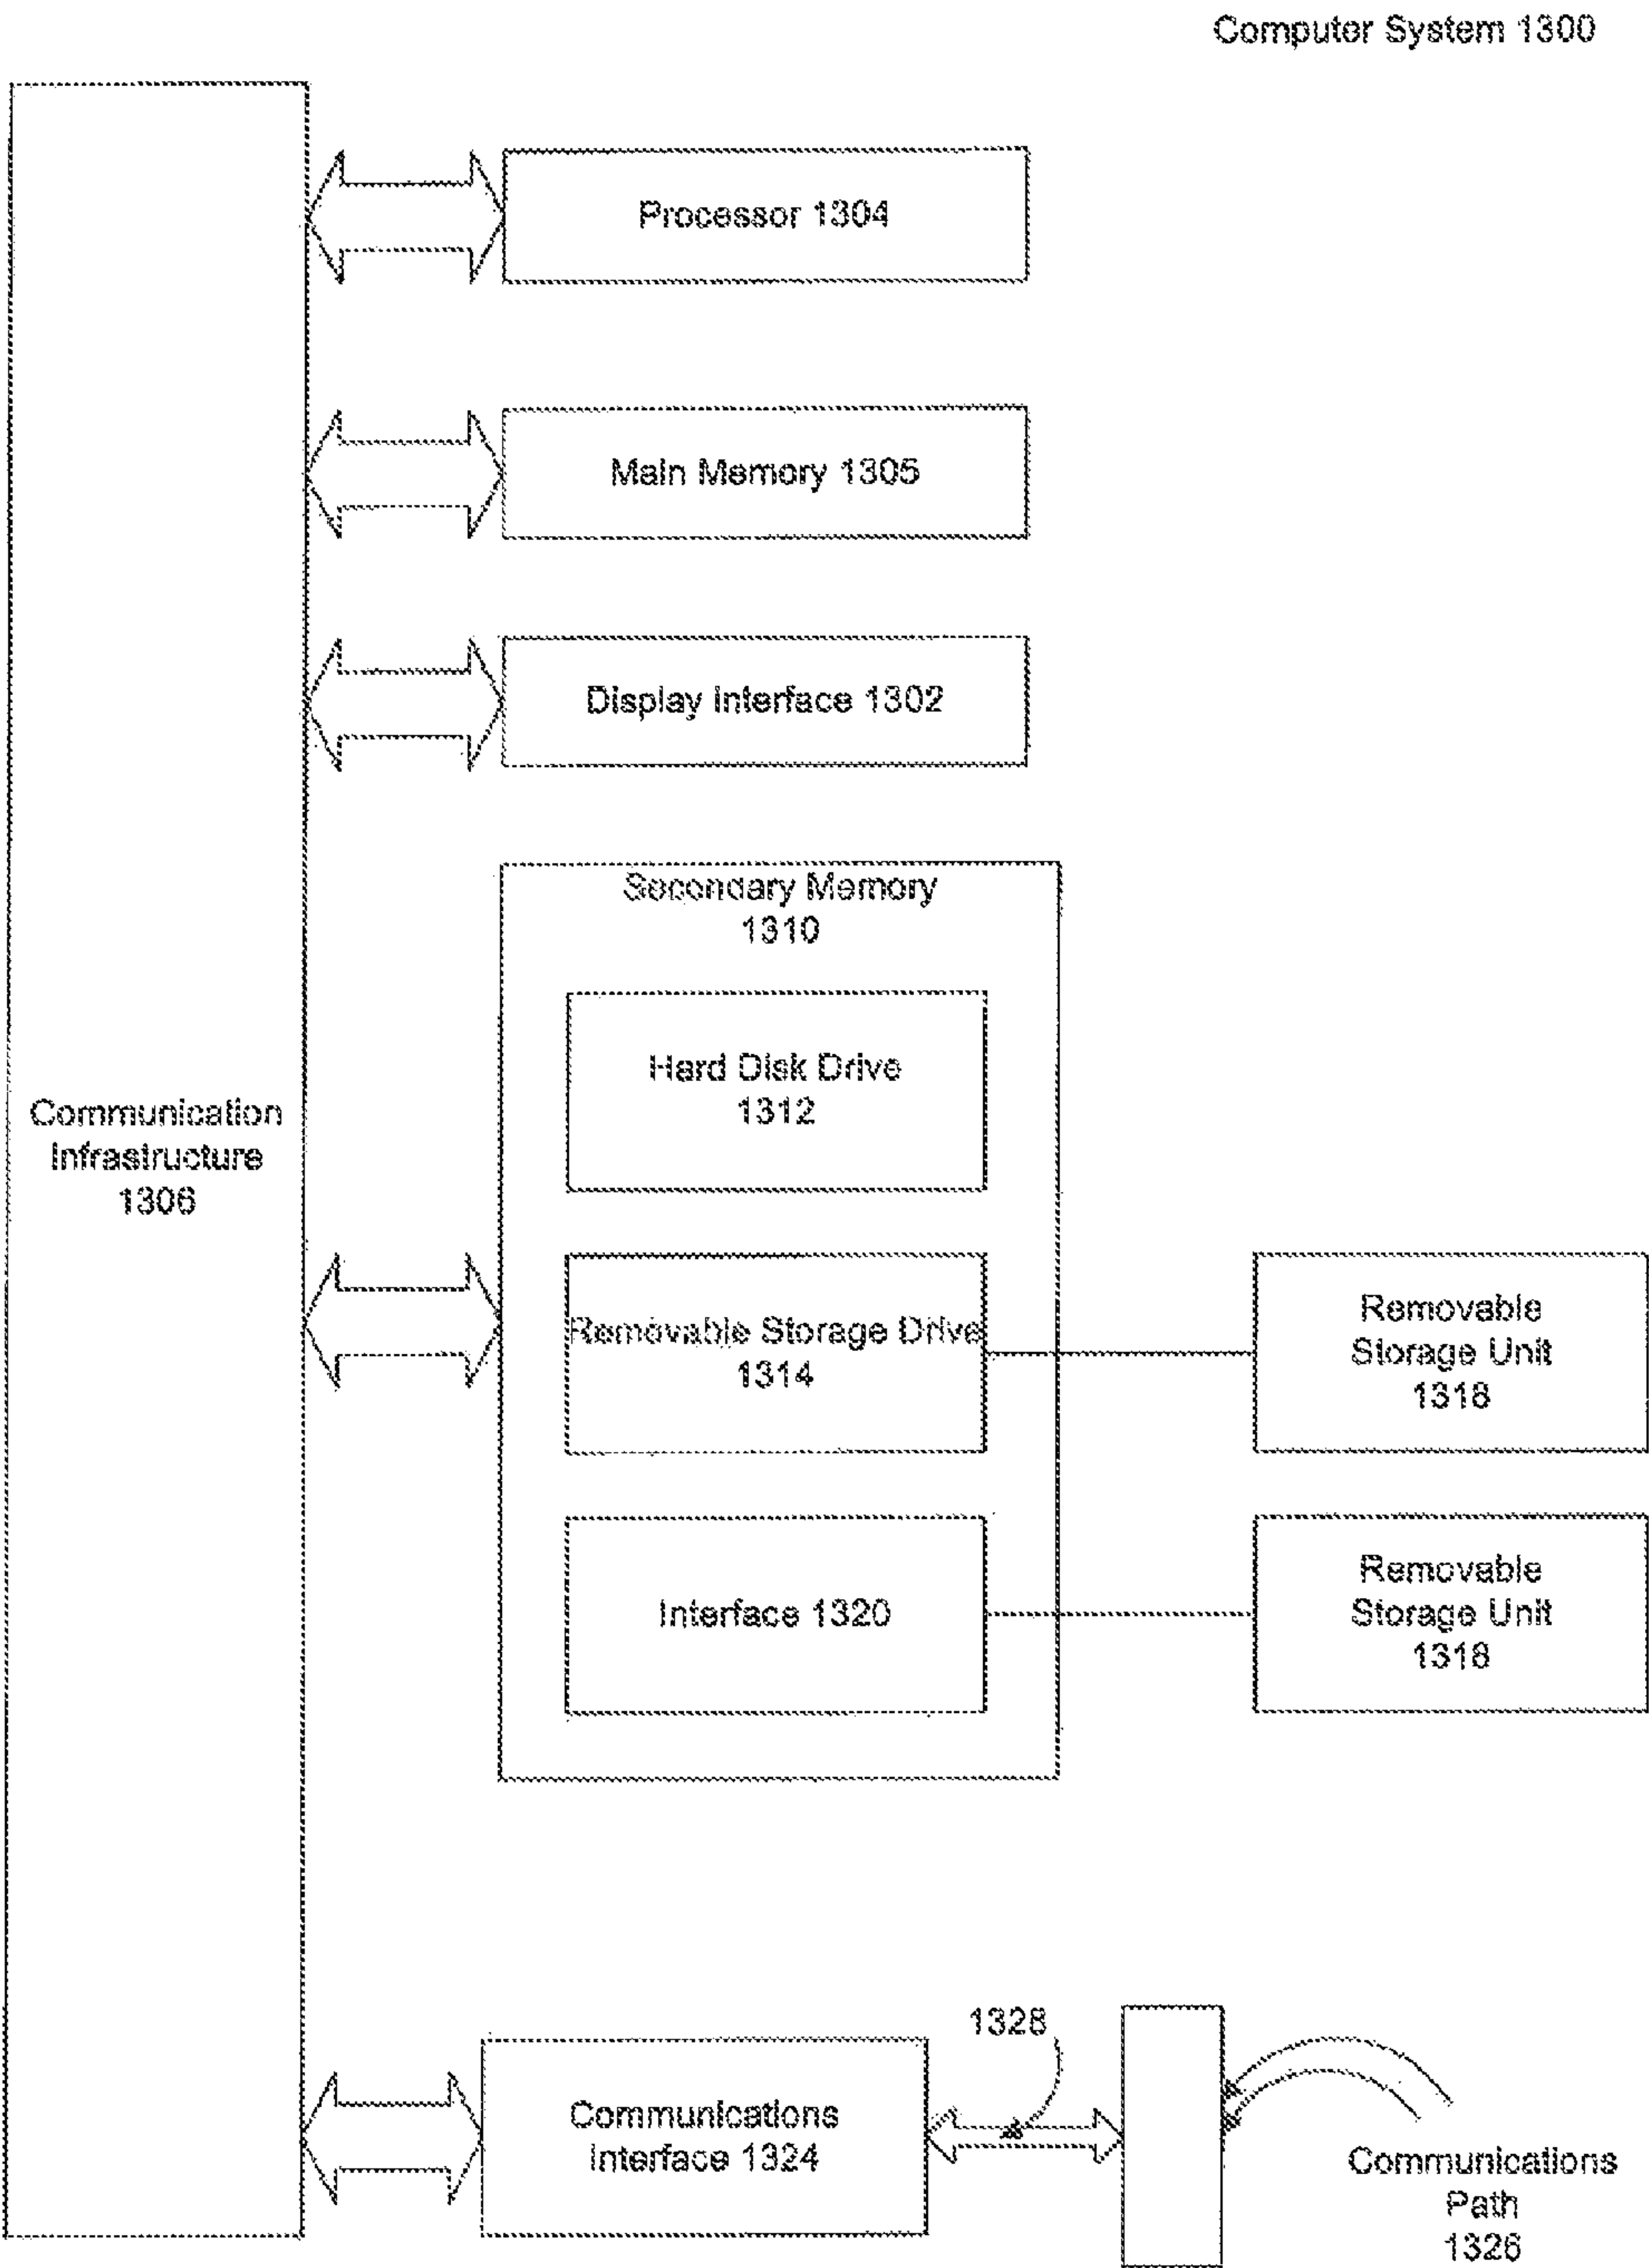 Computer System 1300
Processor 1304
Main Memory 1305
Display Interface 1302
Secondary Memory
1310
Hard Disk Drive
1312
Communication
Infrastructure
1306
Removable Storage Drive
1314
Removable
Storage Unit
1318
Interface 1320
Removable
Storage Unit
1318
1328
Communications
Interface 1324
Communications
Path
1326